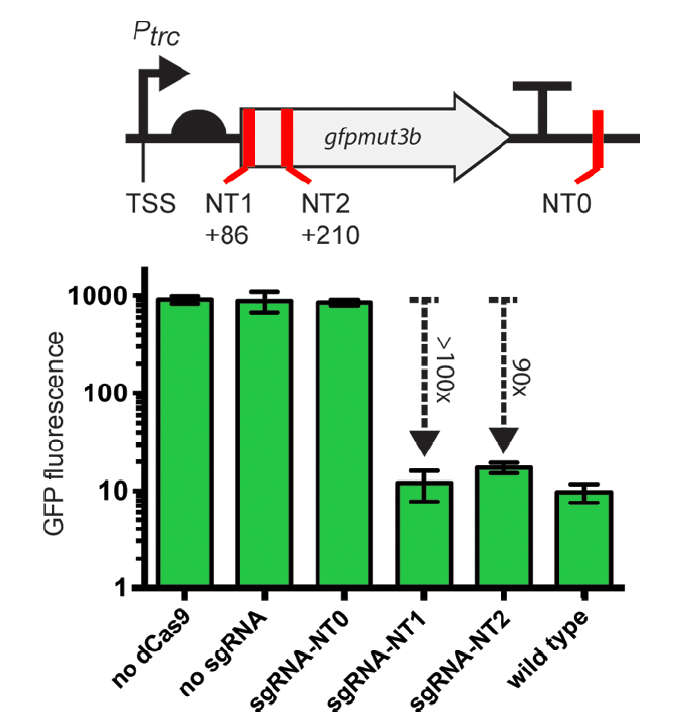 Ptrc
gfpmut3b
TSS
NT1
+86
NT2
+210
NT0
GFP fluorescence
1000
100
10
1
>100x
90x
no dCas9
no sgRNA
sgRNA-NT0
sgRNA-NT1
sgRNA-NT2
wild type